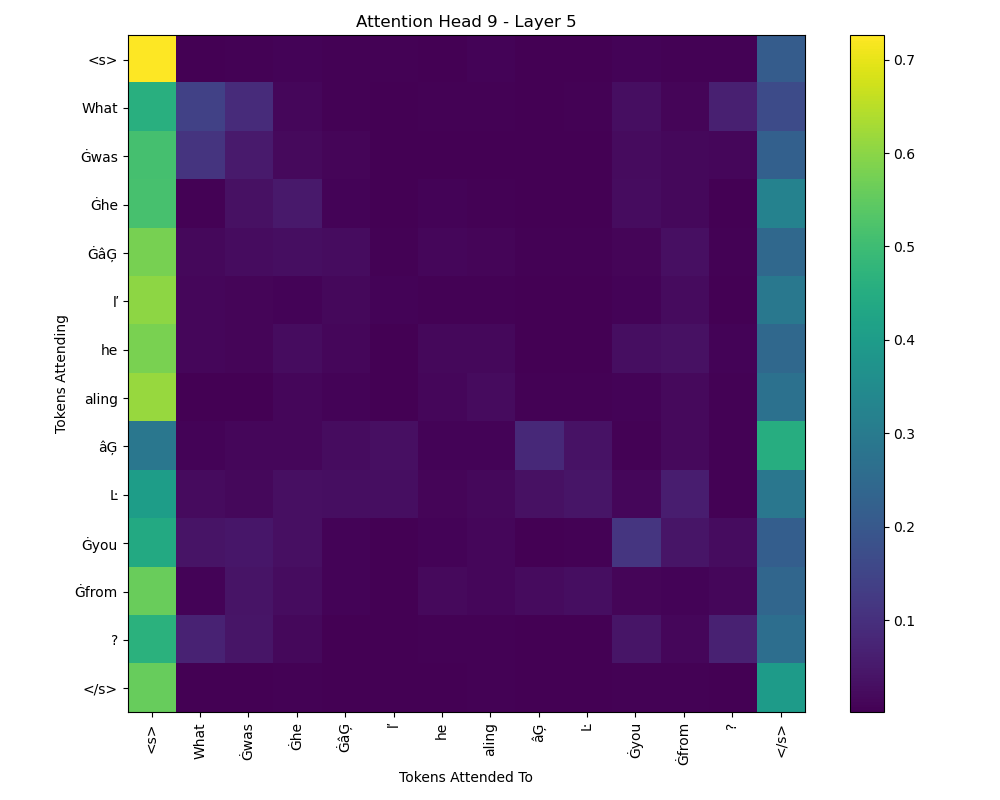 Attention Head 9 - Layer 5
<s>
What
Ġwas
Ġhe
ĠâĢ
ľ
he
aling
âĢ
Ŀ
Ġyou
Ġfrom
?
</s>
Tokens Attending
<s>
What
Ġwas
Ġhe
ĠâĢ
ľ
he
aling
âĢ
Ŀ
Ġyou
Ġfrom
?
</s>
Tokens Attended To
0.7
0.6
0.5
0.4
0.3
0.2
0.1